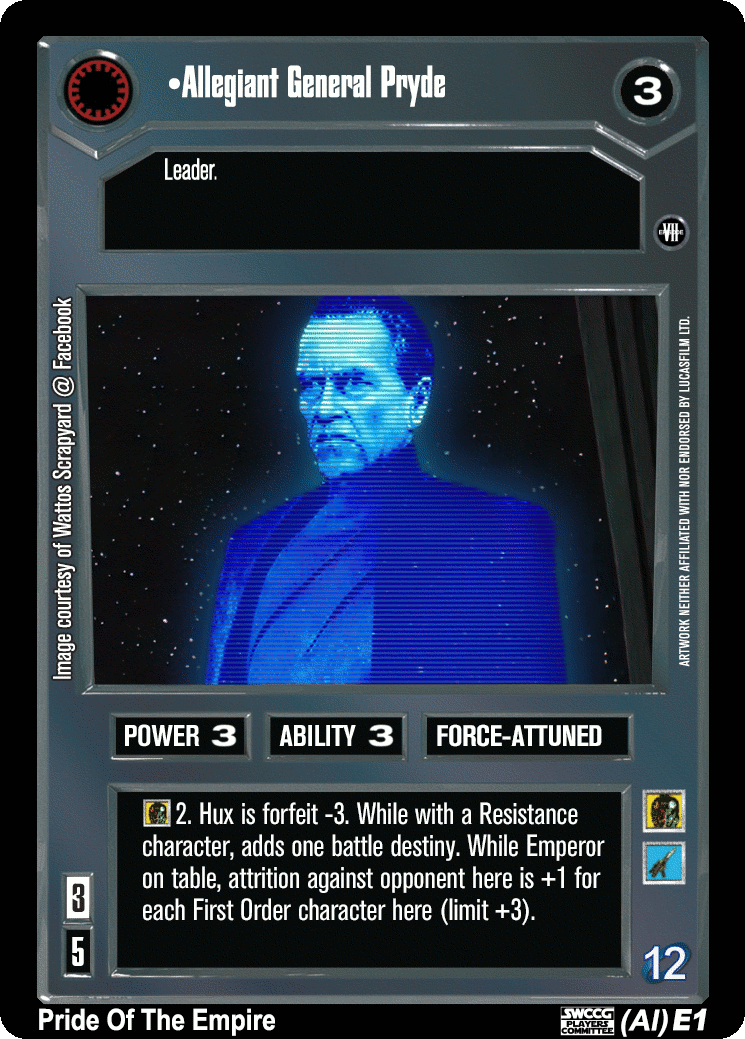 •Allegiant General Pryde
3
Leader.
EPISODE
VII
Image courtesy of Wattos Scrapyard @ Facebook
ARTWORK NEITHER AFFILIATED WITH NOR ENDORSED BY LUCASFILM LTD.
POWER 3 ABILITY 3 FORCE-ATTUNED
2. Hux is forfeit -3. While with a Resistance
character, adds one battle destiny. While Emperor
on table, attrition against opponent here is +1 for
each First Order character here (limit +3).
3
5
12
Pride Of The Empire
SWCCG
PLAYERS
COMMITTEE
(AI) E1